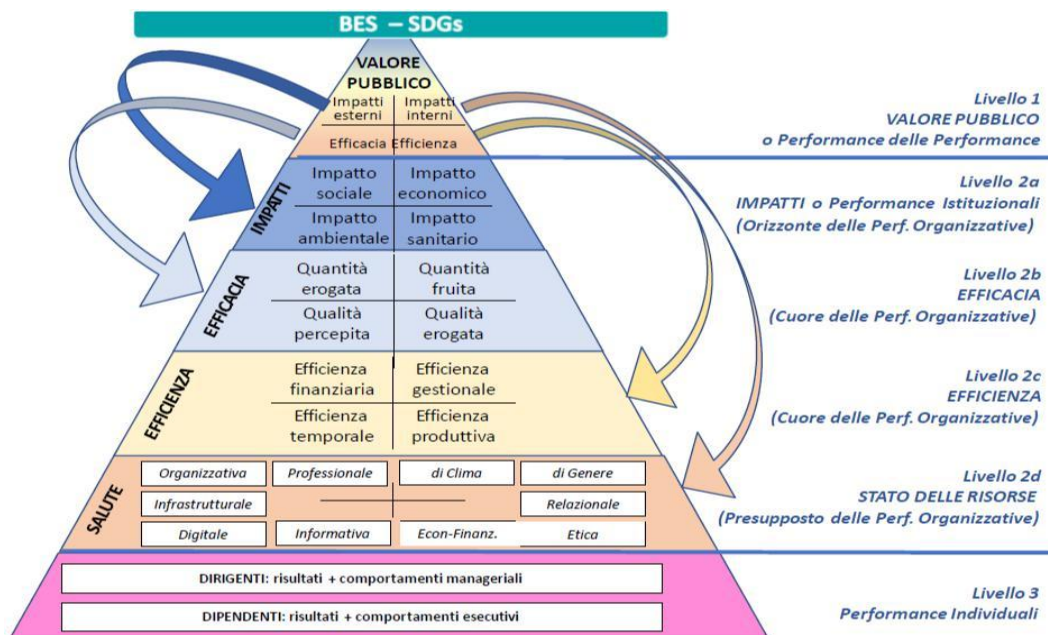 BES – SDGs
VALORE
PUBBLICO
Impatti
esterni
Impatti
interni
Efficacia
Efficienza
Livello 1
VALORE PUBBLICO
o Performance delle Performance
IMPATTI
Impatto
sociale
Impatto
economico
Impatto
ambientale
Impatto
sanitario
Livello 2a
IMPATTI o Performance Istituzionali
(Orizzonte delle Perf. Organizzative)
EFFICACIA
Quantità
erogata
Quantità
fruita
Qualità
percepita
Qualità
erogata
Livello 2b
EFFICACIA
(Cuore delle Perf. Organizzative)
EFFICIENZA
Efficienza
finanziaria
Efficienza
gestionale
Efficienza
temporale
Efficienza
produttiva
Livello 2c
EFFICIENZA
(Cuore delle Perf. Organizzative)
SALUTE
Organizzativa
Professionale
di Clima
di Genere
Infrastrutturale
Relazionale
Digitale
Informativa
Econ-Finanz.
Etica
Livello 2d
STATO DELLE RISORSE
(Presupposto delle Perf. Organizzative)
DIRIGENTI: risultati + comportamenti manageriali
DIPENDENTI: risultati + comportamenti esecutivi
Livello 3
Performance Individuali